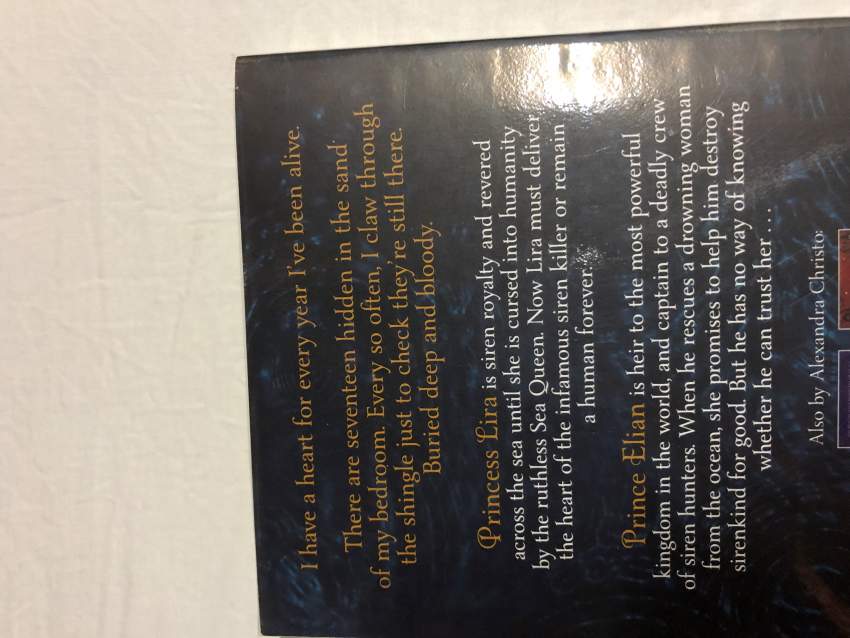 I have a heart for every year I've been alive.
There are seventeen hidden in the sand
of my bedroom. Every so often, I claw through
the shingle just to check they're still there.
Buried deep and bloody.
Princess Lira is siren royalty and revered
across the sea until she is cursed into humanity
by the ruthless Sea Queen. Now Lira must deliver
the heart of the infamous siren killer or remain
a human forever.
Prince Elian is heir to the most powerful
kingdom in the world, and captain to a deadly crew
of siren hunters. When he rescues a drowning woman
from the ocean, she promises to help him destroy
sirenkind for good. But he has no way of knowing
whether he can trust her ...
Also by Alexandra Christo: